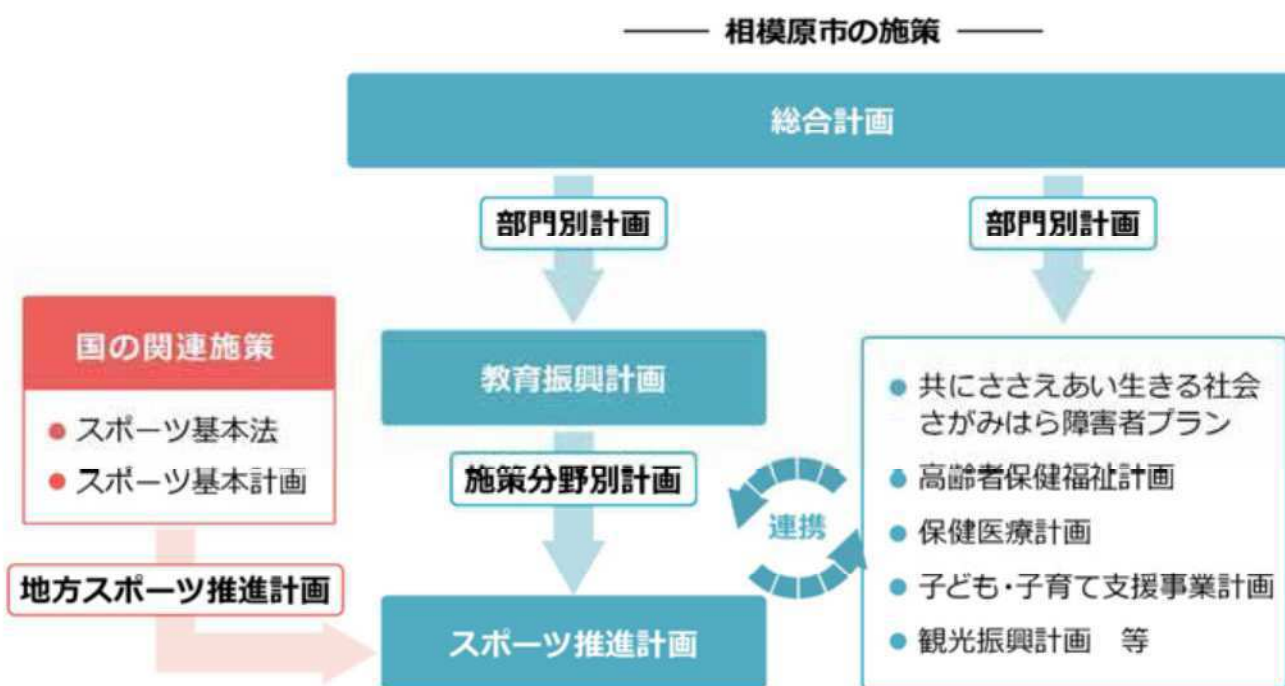 相模原市の施策
総合計画
部門別計画
部門別計画
国の関連施策
スポーツ基本法
スポーツ基本計画
地方スポーツ推進計画
教育振興計画
施策分野別計画
スポーツ推進計画
連携
共にささえあい生きる社会
さがみはら障害者プラン
高齢者保健福祉計画
保健医療計画
子ども・子育て支援事業計画
観光振興計画　等